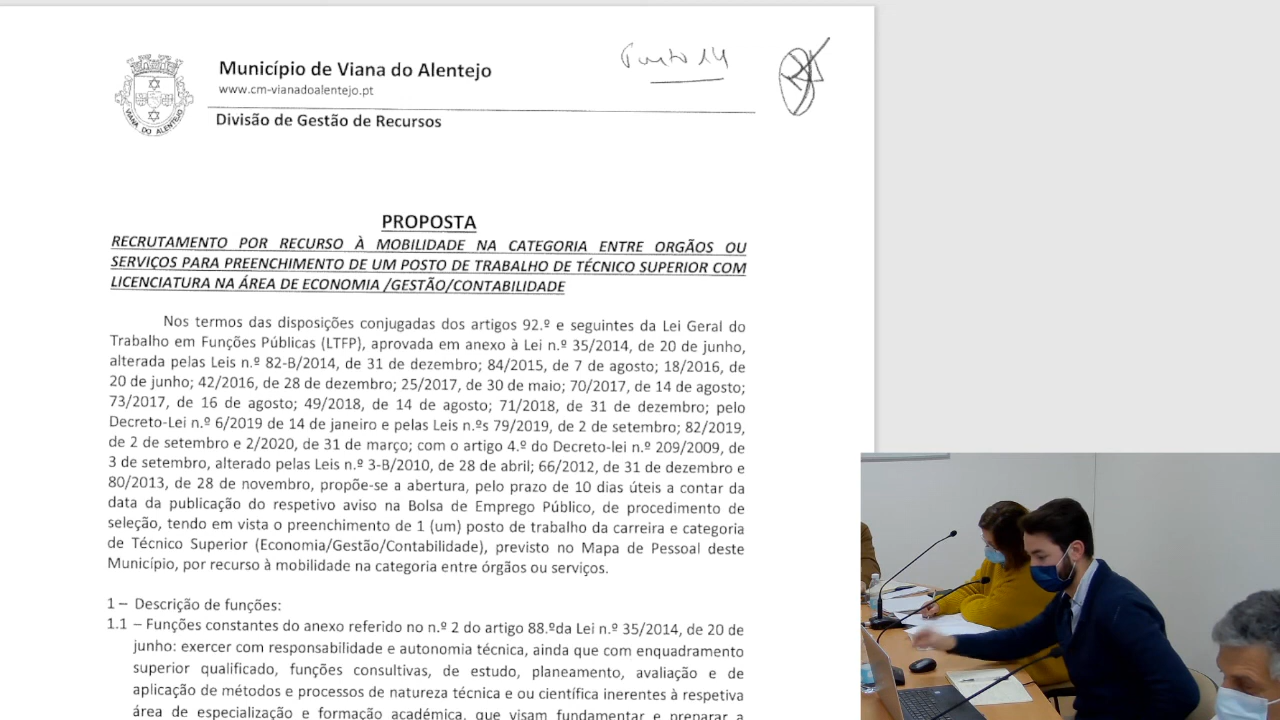 Município de Viana do Alentejo
Ponto 14
www.cm-vianadoalentejo.pt
Divisão de Gestão de Recursos
VIANA DO ALENTEJO
PROPOSTA
RECRUTAMENTO POR RECURSO À MOBILIDADE NA CATEGORIA ENTRE ORGÃOS OU
SERVIÇOS PARA PREENCHIMENTO DE UM POSTO DE TRABALHO DE TÉCNICO SUPERIOR COM
LICENCIATURA NA ÁREA DE ECONOMIA /GESTÃO/CONTABILIDADE
Nos termos das disposições conjugadas dos artigos 92.º e seguintes da Lei Geral do
Trabalho em Funções Públicas (LTFP), aprovada em anexo à Lei n.º 35/2014, de 20 de junho,
alterada pelas Leis n.º 82-B/2014, de 31 de dezembro; 84/2015, de 7 de agosto; 18/2016, de
20 de junho; 42/2016, de 28 de dezembro; 25/2017, de 30 de maio; 70/2017, de 14 de agosto;
73/2017, de 16 de agosto; 49/2018, de 14 de agosto; 71/2018, de 31 de dezembro; pelo
Decreto-Lei n.º 6/2019 de 14 de janeiro e pelas Leis n.ºs 79/2019, de 2 de setembro; 82/2019,
de 2 de setembro e 2/2020, de 31 de março; com o artigo 4.º do Decreto-lei n.º 209/2009, de
3 de setembro, alterado pelas Leis n.º 3-B/2010, de 28 de abril; 66/2012, de 31 de dezembro e
80/2013, de 28 de novembro, propõe-se a abertura, pelo prazo de 10 dias úteis a contar da
data da publicação do respetivo aviso na Bolsa de Emprego Público, de procedimento de
seleção, tendo em vista o preenchimento de 1 (um) posto de trabalho da carreira e categoria
de Técnico Superior (Economia/Gestão/Contabilidade), previsto no Mapa de Pessoal deste
Município, por recurso à mobilidade na categoria entre órgãos ou serviços.
1 – Descrição de funções:
1.1 – Funções constantes do anexo referido no n.º 2 do artigo 88.ºda Lei n.º 35/2014, de 20 de
junho: exercer com responsabilidade e autonomia técnica, ainda que com enquadramento
superior qualificado, funções consultivas, de estudo, planeamento, avaliação e de
aplicação de métodos e processos de natureza técnica e ou científica inerentes à respetiva
área de especialização e formação académica, que visam fundamentar e preparar a